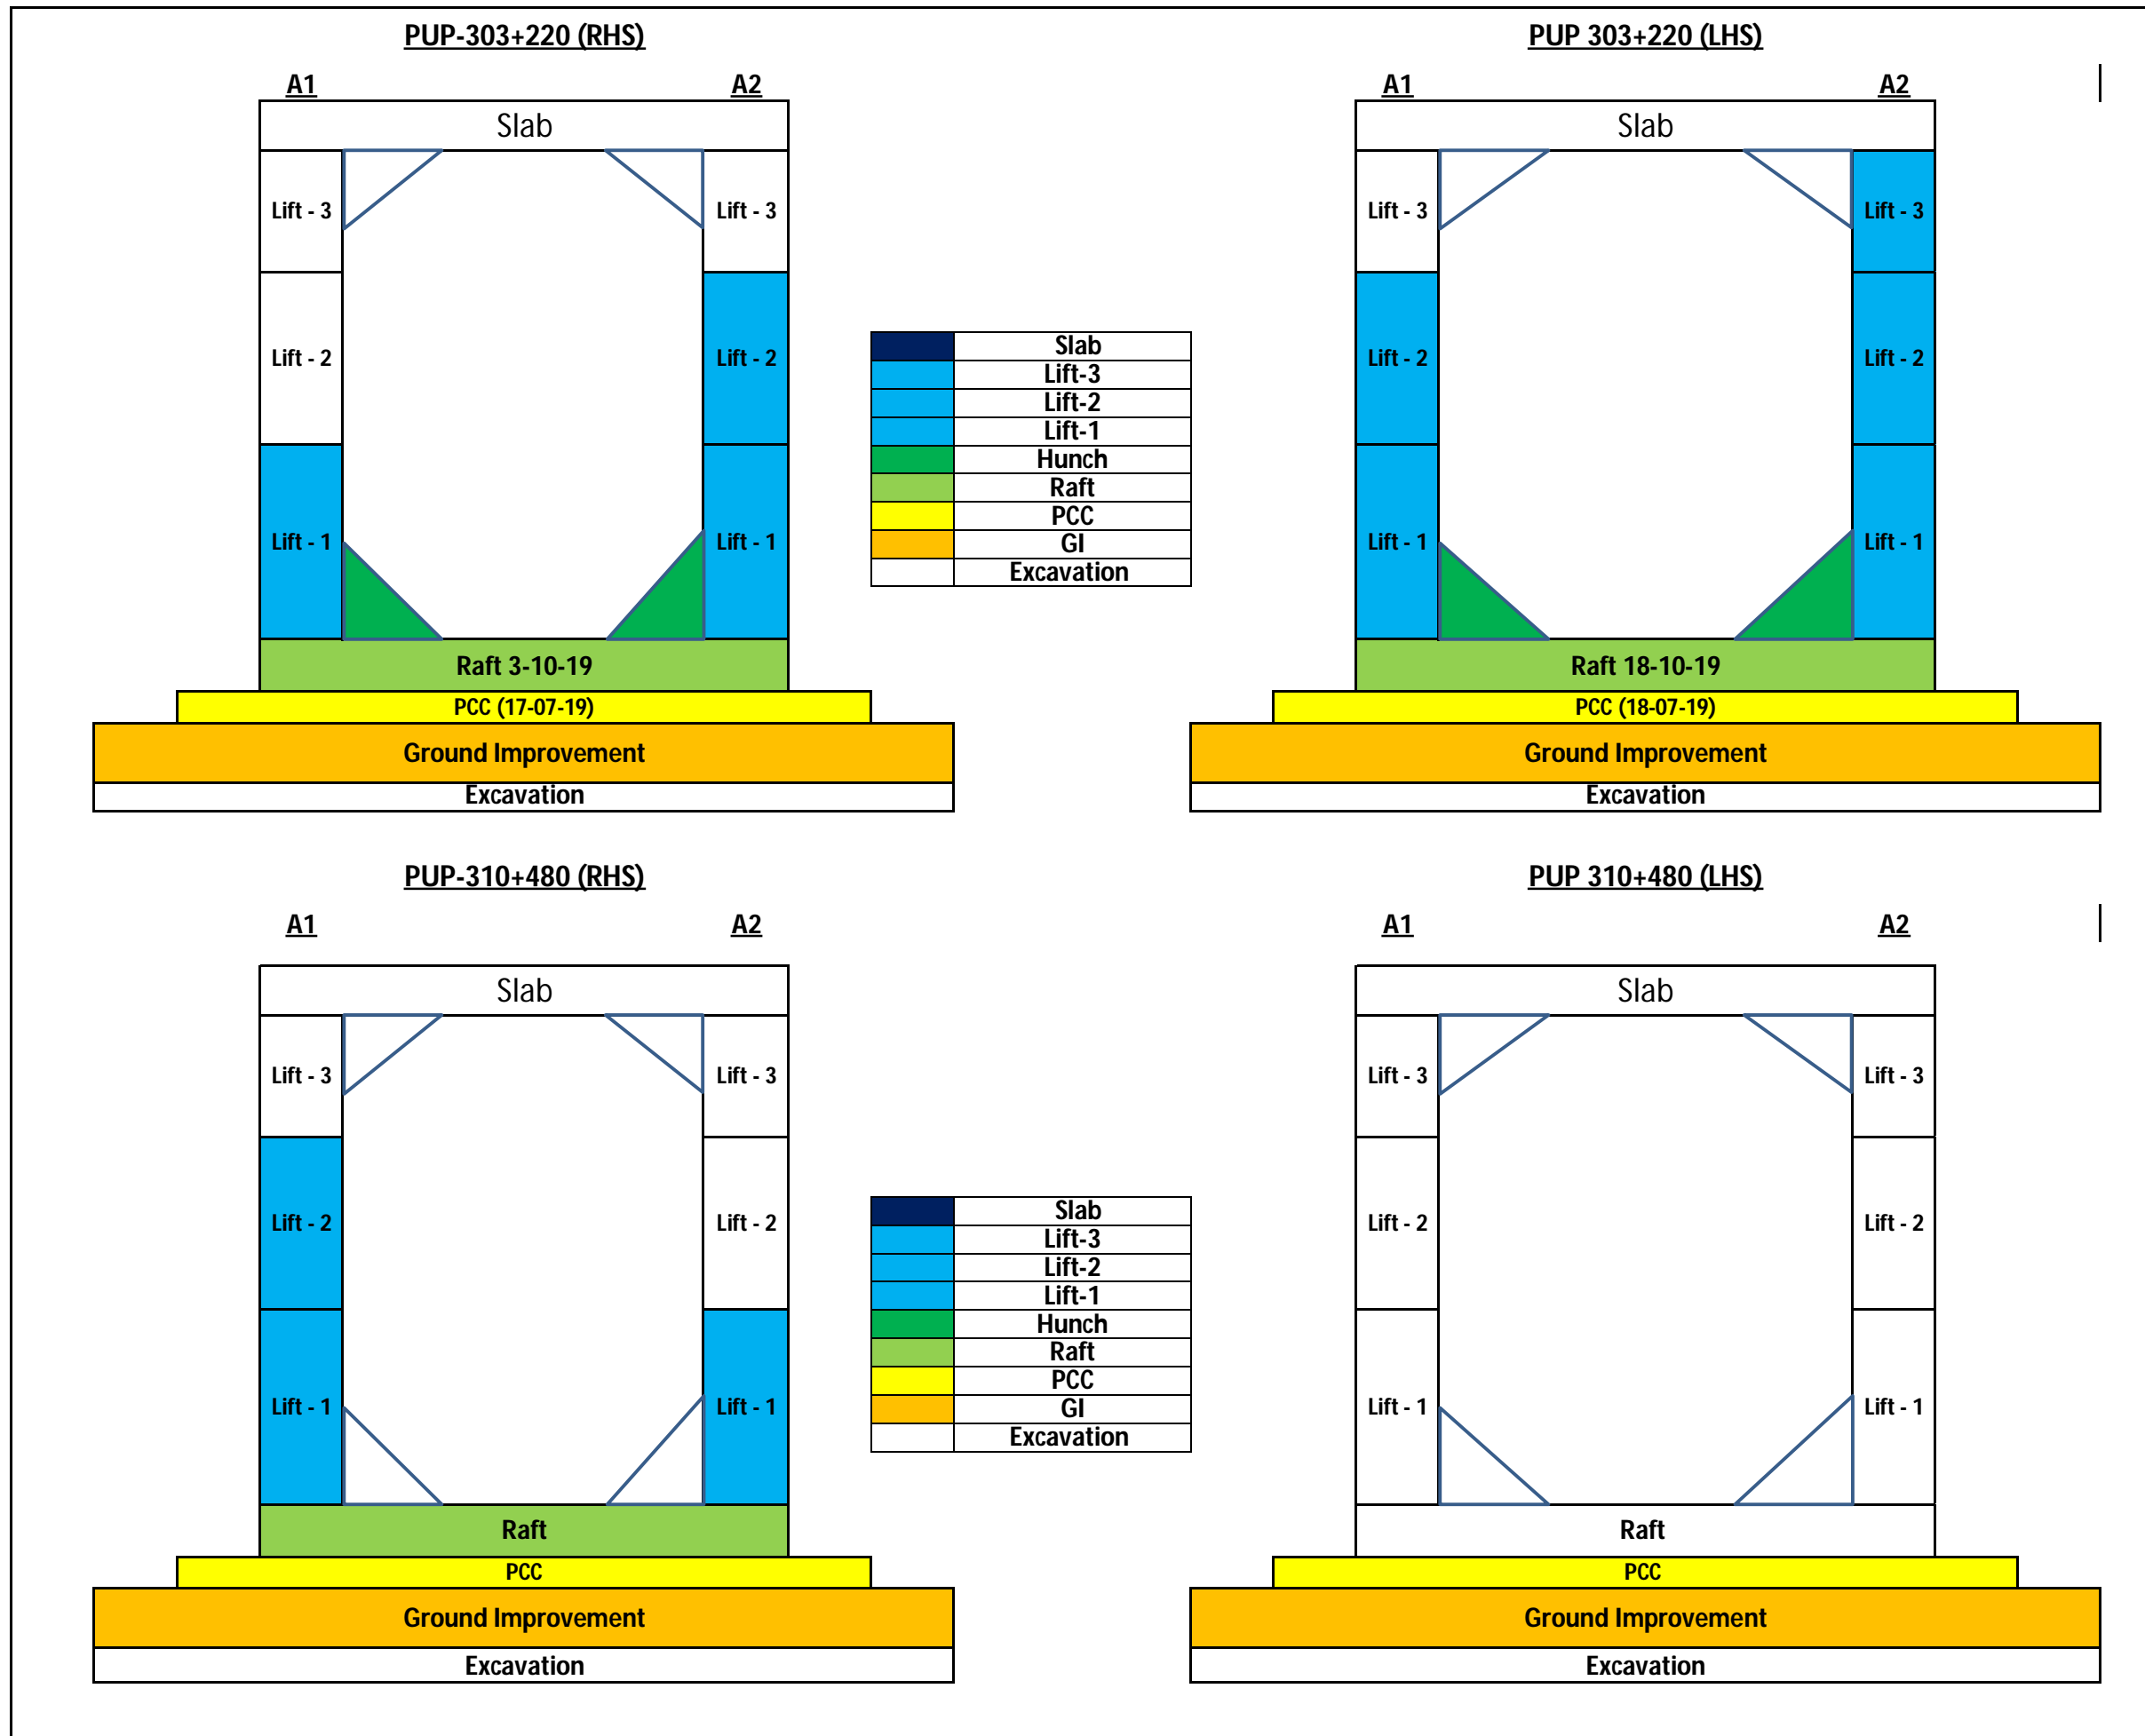 PUP-303+220 (RHS)
A1
A2
Slab
Lift - 3
Lift - 3
Lift - 2
Lift - 2
Lift - 1
Lift - 1
Raft 3-10-19
PCC (17-07-19)
Ground Improvement
Excavation
Slab
Lift-3
Lift-2
Lift-1
Hunch
Raft
PCC
GI
Excavation
PUP 303+220 (LHS)
A1
A2
Slab
Lift - 3
Lift - 3
Lift - 2
Lift - 2
Lift - 1
Lift - 1
Raft 18-10-19
PCC (18-07-19)
Ground Improvement
Excavation
PUP-310+480 (RHS)
A1
A2
Slab
Lift - 3
Lift - 3
Lift - 2
Lift - 2
Lift - 1
Lift - 1
Raft
PCC
Ground Improvement
Excavation
Slab
Lift-3
Lift-2
Lift-1
Hunch
Raft
PCC
GI
Excavation
PUP 310+480 (LHS)
A1
A2
Slab
Lift - 3
Lift - 3
Lift - 2
Lift - 2
Lift - 1
Lift - 1
Raft
PCC
Ground Improvement
Excavation